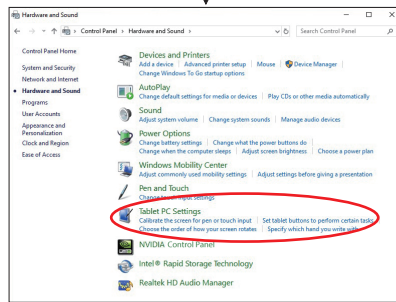 Hardware and Sound
Control Panel > Hardware and Sound >
Search Control Panel
Control Panel Home
System and Security
Network and Internet
Hardware and Sound
Programs
User Accounts
Appearance and
Personalization
Clock and Region
Ease of Access
Devices and Printers
Add a device Advanced printer setup Mouse Device Manager
Change Windows To Go startup options
AutoPlay
Change default settings for media or devices Play CDs or other media automatically
Sound
Adjust system volume Change system sounds Manage audio devices
Power Options
Change battery settings Change what the power buttons do
Change when the computer sleeps Adjust screen brightness Choose a power plan
Windows Mobility Center
Adjust commonly used mobility settings Adjust settings before giving a presentation
Pen and Touch
Change touch input settings
Tablet PC Settings
Calibrate the screen for pen or touch input Set tablet buttons to perform certain tasks
Choose the order of how your screen rotates Specify which hand you write with
NVIDIA Control Panel
Intel® Rapid Storage Technology
Realtek HD Audio Manager